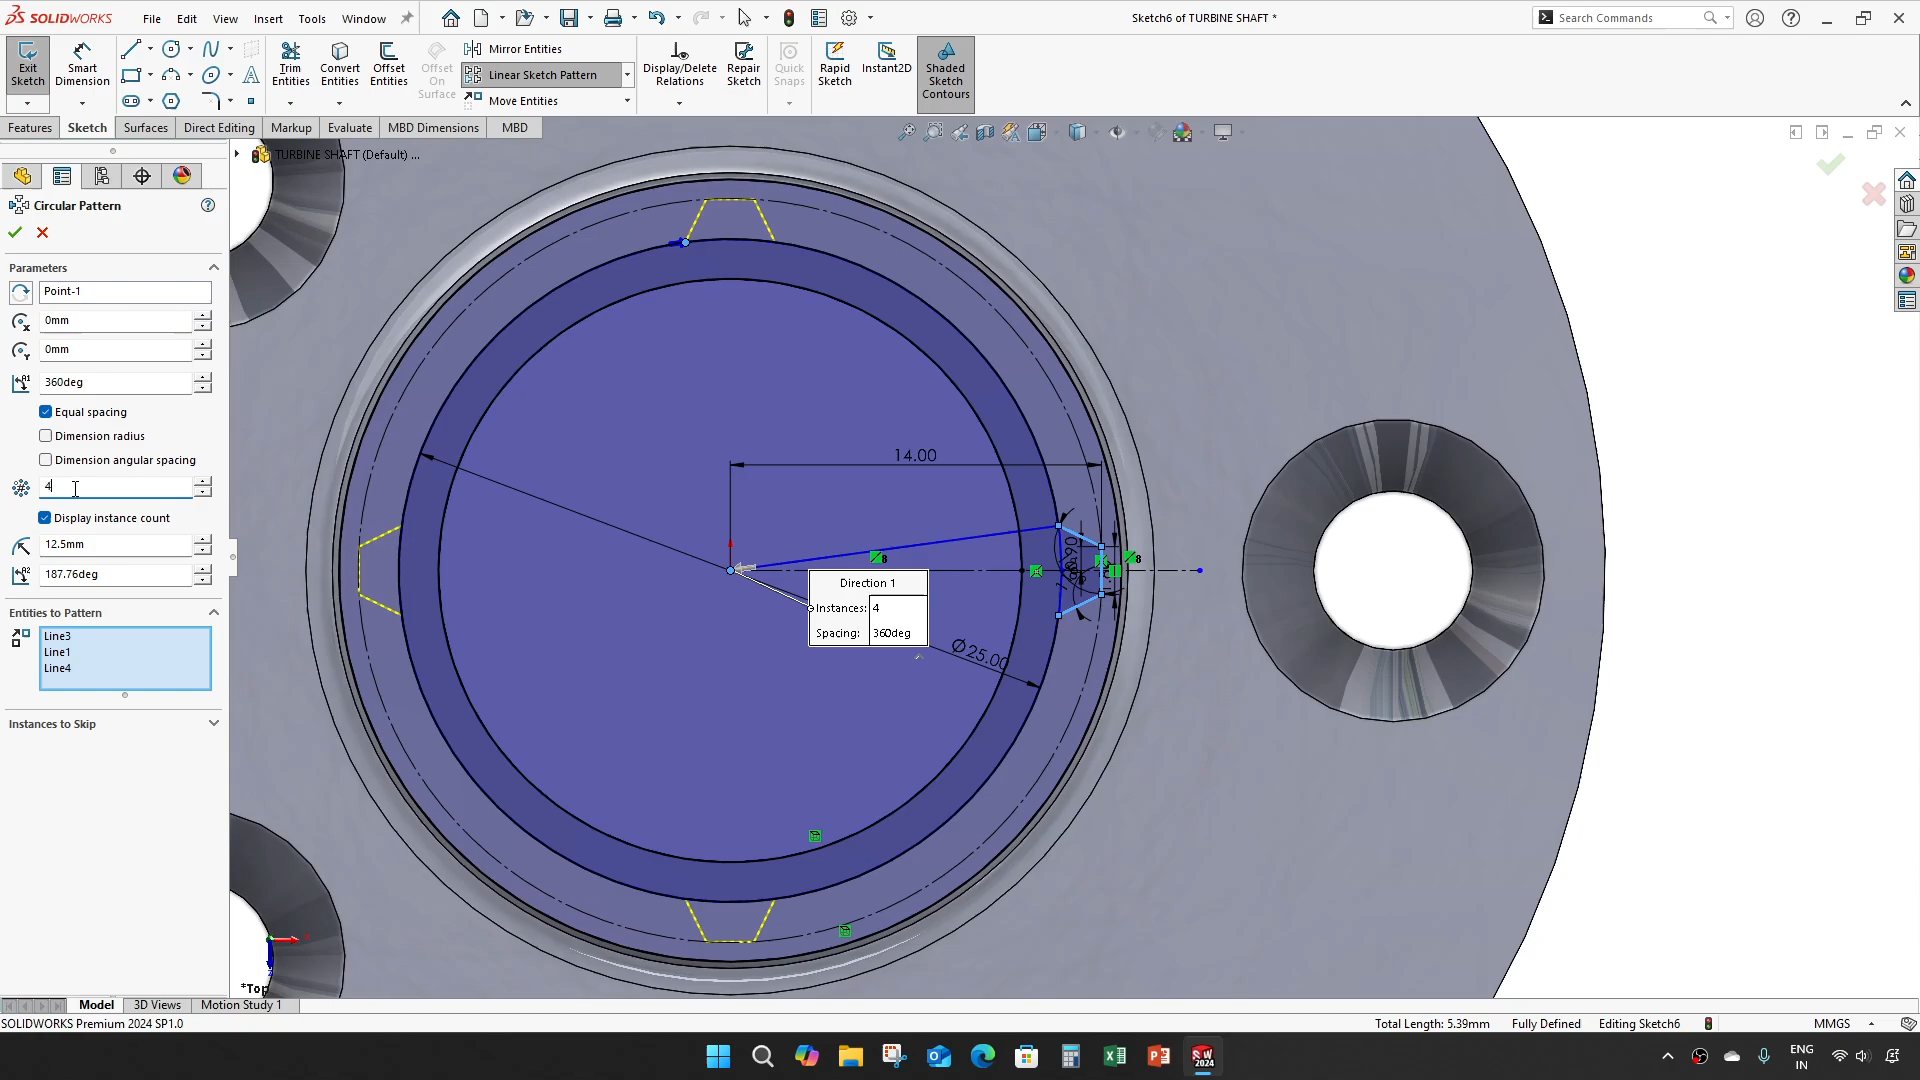 SOLIDWORKS
File
Edit
View
Insert
Tools
Window
Sketch6 of TURBINE SHAFT *
Search Commands
Exit
Sketch
Smart
Dimension
Trim
Entities
Convert
Entities
Offset
Entities
Offset
On
Surface
Mirror Entities
Linear Sketch Pattern
Move Entities
Display/Delete
Relations
Repair
Sketch
Quick
Snaps
Rapid
Sketch
Instant2D
Shaded
Sketch
Contours
Features
Sketch
Surfaces
Direct Editing
Markup
Evaluate
MBD Dimensions
MBD
TURBINE SHAFT (Default) ...
Circular Pattern
Parameters
Point-1
0mm
0mm
360deg
Equal spacing
Dimension radius
Dimension angular spacing
4
Display instance count
12.5mm
187.76deg
Entities to Pattern
Line3
Line1
Line4
Instances to Skip
14.00
Direction 1
Instances: 4
Spacing: 360deg
Ø25.00
*Top
Model
3D Views
Motion Study 1
SOLIDWORKS Premium 2024 SP1.0
Total Length: 5.39mm
Fully Defined
Editing Sketch6
MMGS
ENG
IN